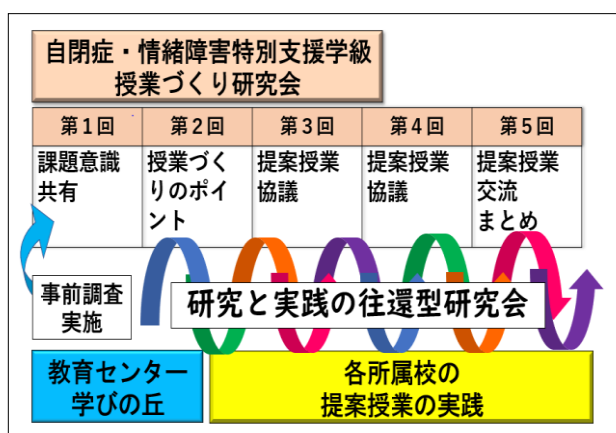 自閉症・情緒障害特別支援学級
授業づくり研究会
第1回 第2回 第3回 第4回 第5回
課題意識
共有
授業づく
りのポイ
ント
提案授業
協議
提案授業
協議
提案授業
交流
まとめ
事前調査
実施
研究と実践の往還型研究会
教育センター
学びの丘
各所属校の
提案授業の実践